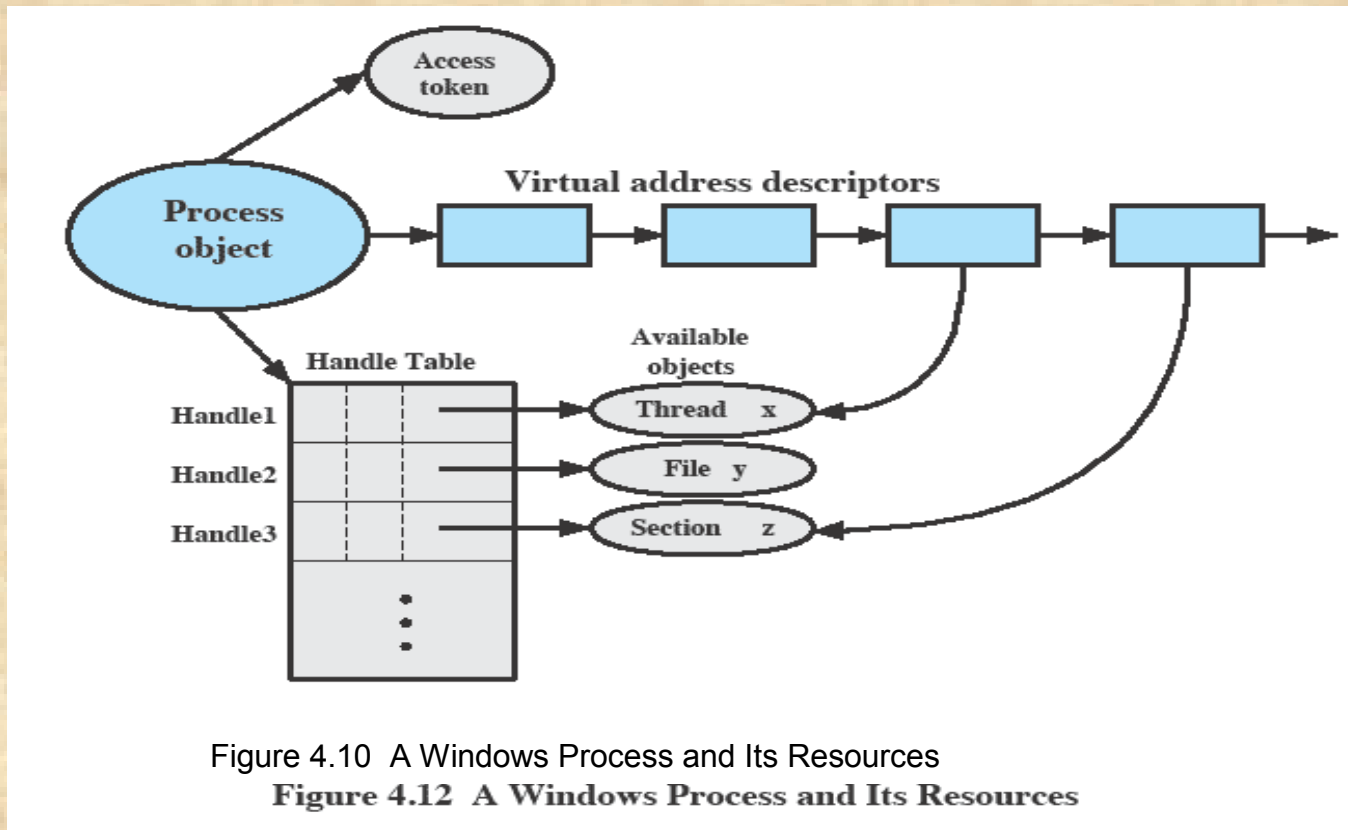 Access
token
Process
object
Virtual address descriptors
Available
objects
Handle Table
Handle1
Thread x
Handle2
File y
Handle3
Section z
Figure 4.10 A Windows Process and Its Resources
Figure 4.12 A Windows Process and Its Resources